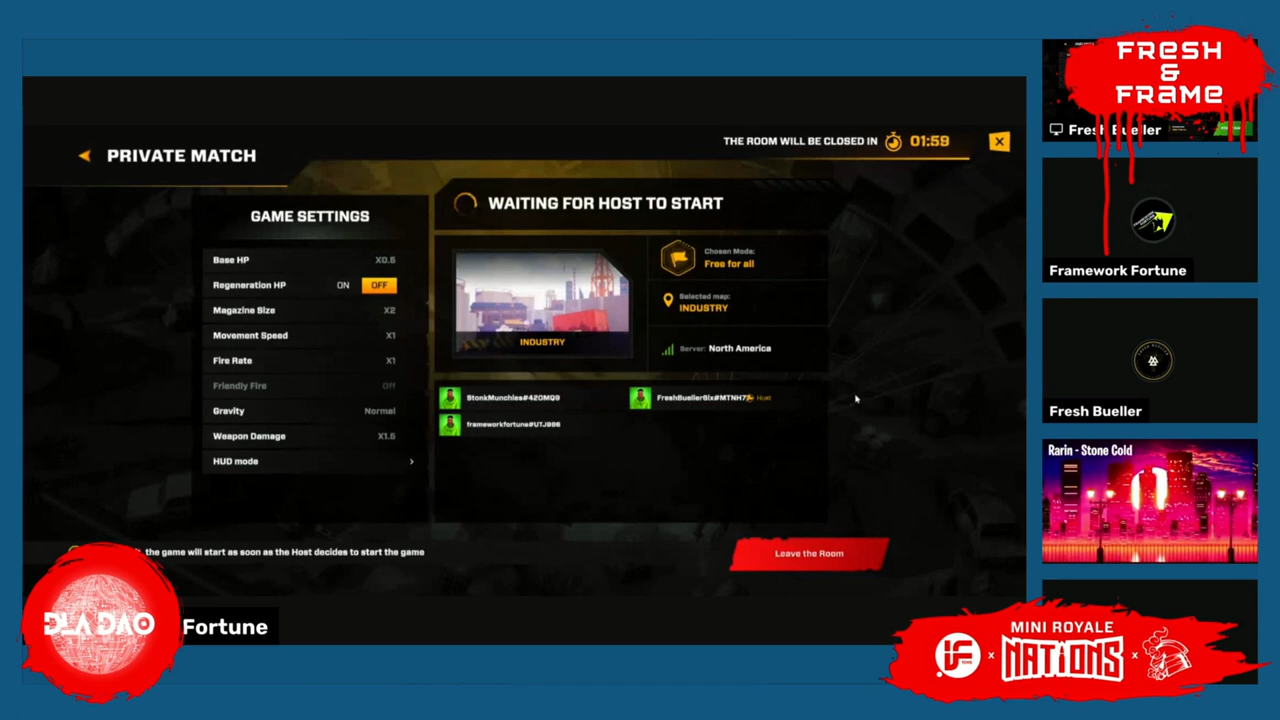 FRESH
&
FRAME
Fresh Bueller
THE ROOM WILL BE CLOSED IN 01:59
PRIVATE MATCH
GAME SETTINGS
Base HP X0.5
Regeneration HP ON OFF
Magazine Size X2
Movement Speed X1
Fire Rate X1
Friendly Fire Off
Gravity Normal
Weapon Damage X1.5
HUD mode
WAITING FOR HOST TO START
INDUSTRY
Chosen Mode:
Free for all
Selected map:
INDUSTRY
Server: North America
StonkMunchies#420MQ9
FreshBuellerSix#MTNH7 Host
frameworkfortune#UTJ986
the game will start as soon as the Host decides to start the game
Leave the Room
Framework Fortune
Fresh Bueller
Rarin - Stone Cold
DLA DAO
Fortune
MINI ROYALE
x NATIONS x